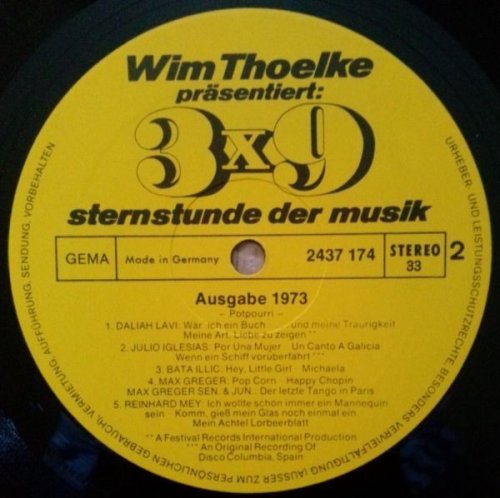 Wim Thoelke
präsentiert:
3x9
sternstunde der musik
GEMA
Made in Germany
2437 174
STEREO
33
2
Ausgabe 1973
– Potpourri –
1. DALIAH LAVI: Wär ich ein Buch ... und meine Traurigkeit
Meine Art, Liebe zu zeigen **
2. JULIO IGLESIAS: Por Una Mujer Un Canto A Galicia
Wenn ein Schiff vorüberfährt ***
3. BATA ILLIC: Hey, Little Girl Michaela
4. MAX GREGER: Pop Corn Happy Chopin
MAX GREGER SEN. & JUN.: Der letzte Tango in Paris
5. REINHARD MEY: Ich wollte schon immer ein Mannequin
sein Komm, gieß mein Glas noch einmal ein
Mein Achtel Lorbeerblatt
**A Festival Records International Production
***An Original Recording Of
Disco Columbia, Spain
URHEBER- UND LEISTUNGSSCHUTZRECHTE, BESONDERS VERVIELFÄLTIGUNG (AUSSER ZUM PERSÖNLICHEN GEBRAUCH), VERMIETUNG, AUFFÜHRUNG, SENDUNG, VORBEHALTEN